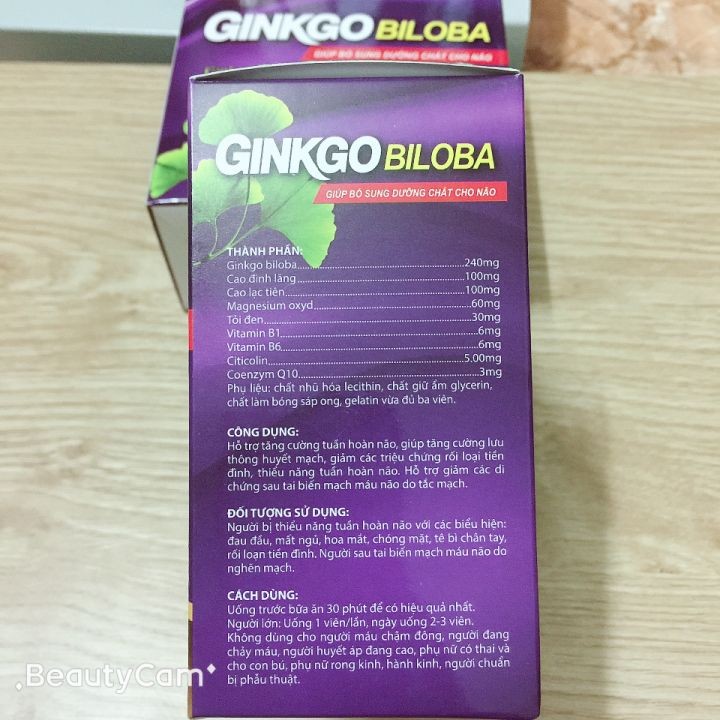 GINKGO BILOBA
GIÚP BỔ SUNG DƯỠNG CHẤT CHO NÃO
GINKGO BILOBA
GIÚP BỔ SUNG DƯỠNG CHẤT CHO NÃO
THÀNH PHẦN:
Ginkgo biloba....................240mg
Cao đinh lăng....................100mg
Cao lạc tiên....................100mg
Magnesium oxyd....................60mg
Tỏi đen....................30mg
Vitamin B1....................6mg
Vitamin B6....................6mg
Citicolin....................5.00mg
Coenzym Q10....................3mg
Phụ liệu: chất nhũ hóa lecithin, chất giữ ẩm glycerin,
chất làm bóng sáp ong, gelatin vừa đủ ba viên.
CÔNG DỤNG:
Hỗ trợ tăng cường tuần hoàn não, giúp tăng cường lưu
thông huyết mạch, giảm các triệu chứng rối loại tiền
đình, thiểu năng tuần hoàn não. Hỗ trợ giảm các di
chứng sau tai biến mạch máu não do tắc mạch.
ĐỐI TƯỢNG SỬ DỤNG:
Người bị thiểu năng tuần hoàn não với các biểu hiện:
đau đầu, mất ngủ, hoa mắt, chóng mặt, tê bì chân tay,
rối loạn tiền đình. Người sau tai biến mạch máu não do
nghẽn mạch.
CÁCH DÙNG:
Uống trước bữa ăn 30 phút để có hiệu quả nhất.
Người lớn: Uống 1 viên/lần, ngày uống 2-3 viên.
Không dùng cho người máu chậm đông, người đang
chảy máu, người huyết áp đang cao, phụ nữ có thai và
cho con bú, phụ nữ rong kinh, hành kinh, người chuẩn
bị phẫu thuật.
BeautyCam